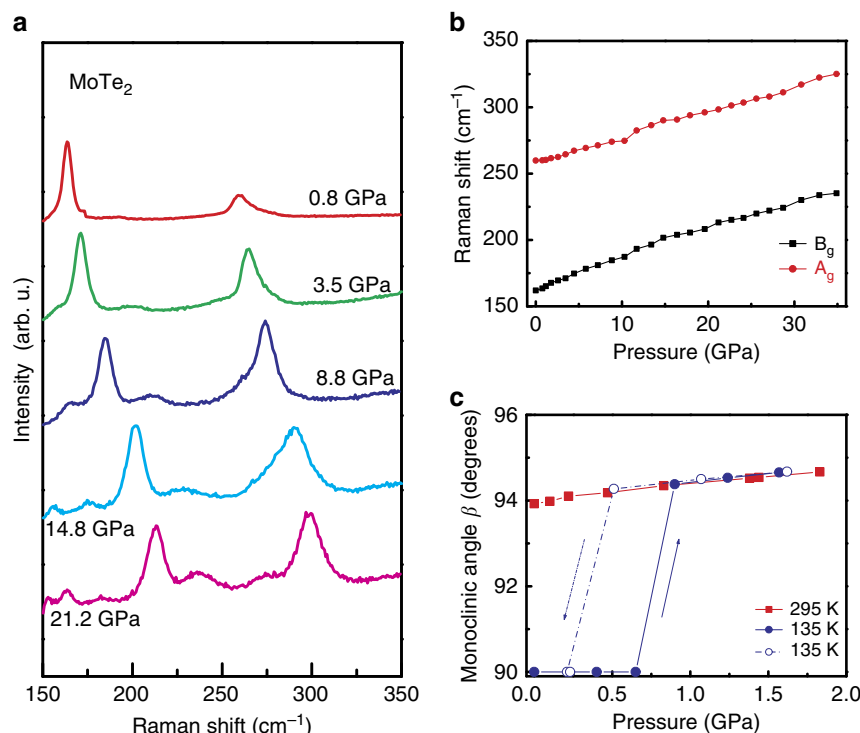 a
MoTe₂
0.8 GPa
3.5 GPa
8.8 GPa
14.8 GPa
21.2 GPa
Intensity (arb. u.)
150 200 250 300 350
Raman shift (cm⁻¹)
b
350
300
250
200
150
Raman shift (cm⁻¹)
B_g
A_g
0 10 20 30
Pressure (GPa)
c
96
94
92
90
Monoclinic angle β (degrees)
295 K
135 K
135 K
0.0 0.5 1.0 1.5 2.0
Pressure (GPa)